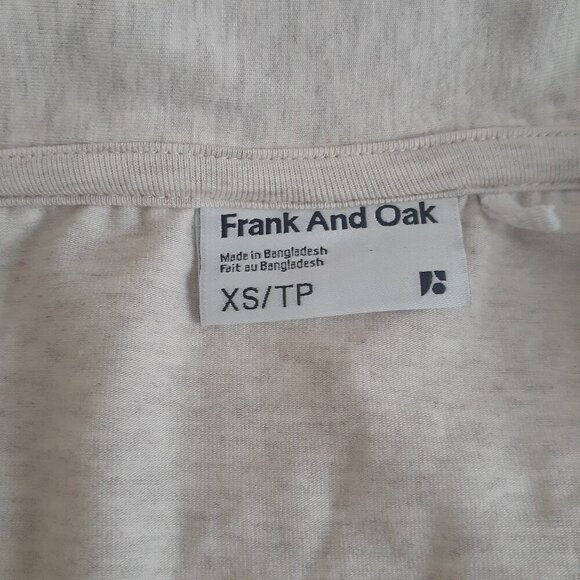 Frank And Oak
Made in Bangladesh
Fait au Bangladesh
XS/TP